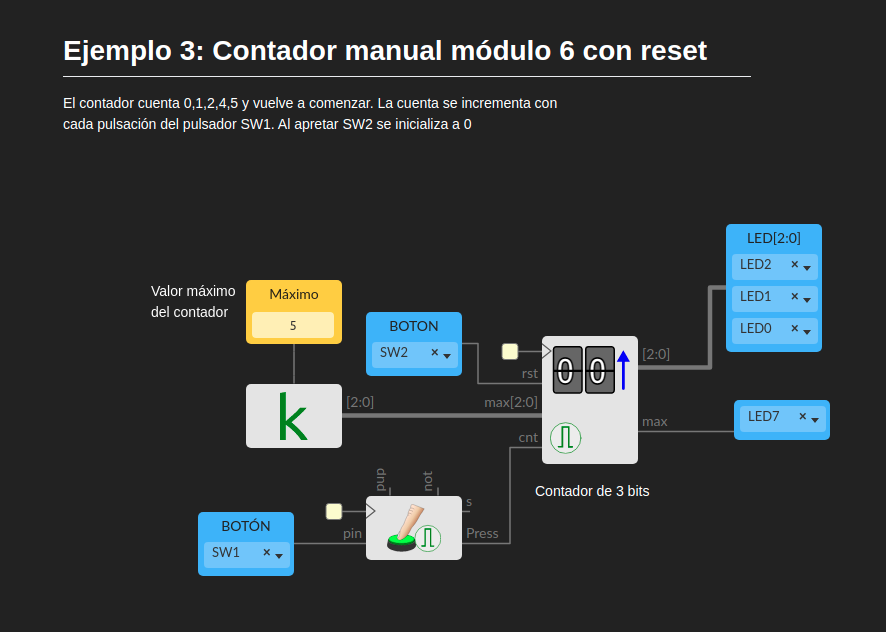 Ejemplo 3: Contador manual módulo 6 con reset
El contador cuenta 0,1,2,4,5 y vuelve a comenzar. La cuenta se incrementa con
cada pulsación del pulsador SW1. Al apretar SW2 se inicializa a 0
LED[2:0]
LED2 ×
LED1 ×
LED0 ×
Valor máximo
del contador
Máximo
5
BOTON
SW2 ×
k
[2:0]
rst
max[2:0]
cnt
00
[2:0]
max
LED7 ×
Contador de 3 bits
BOTÓN
SW1 ×
pin
pup
not
s
Press